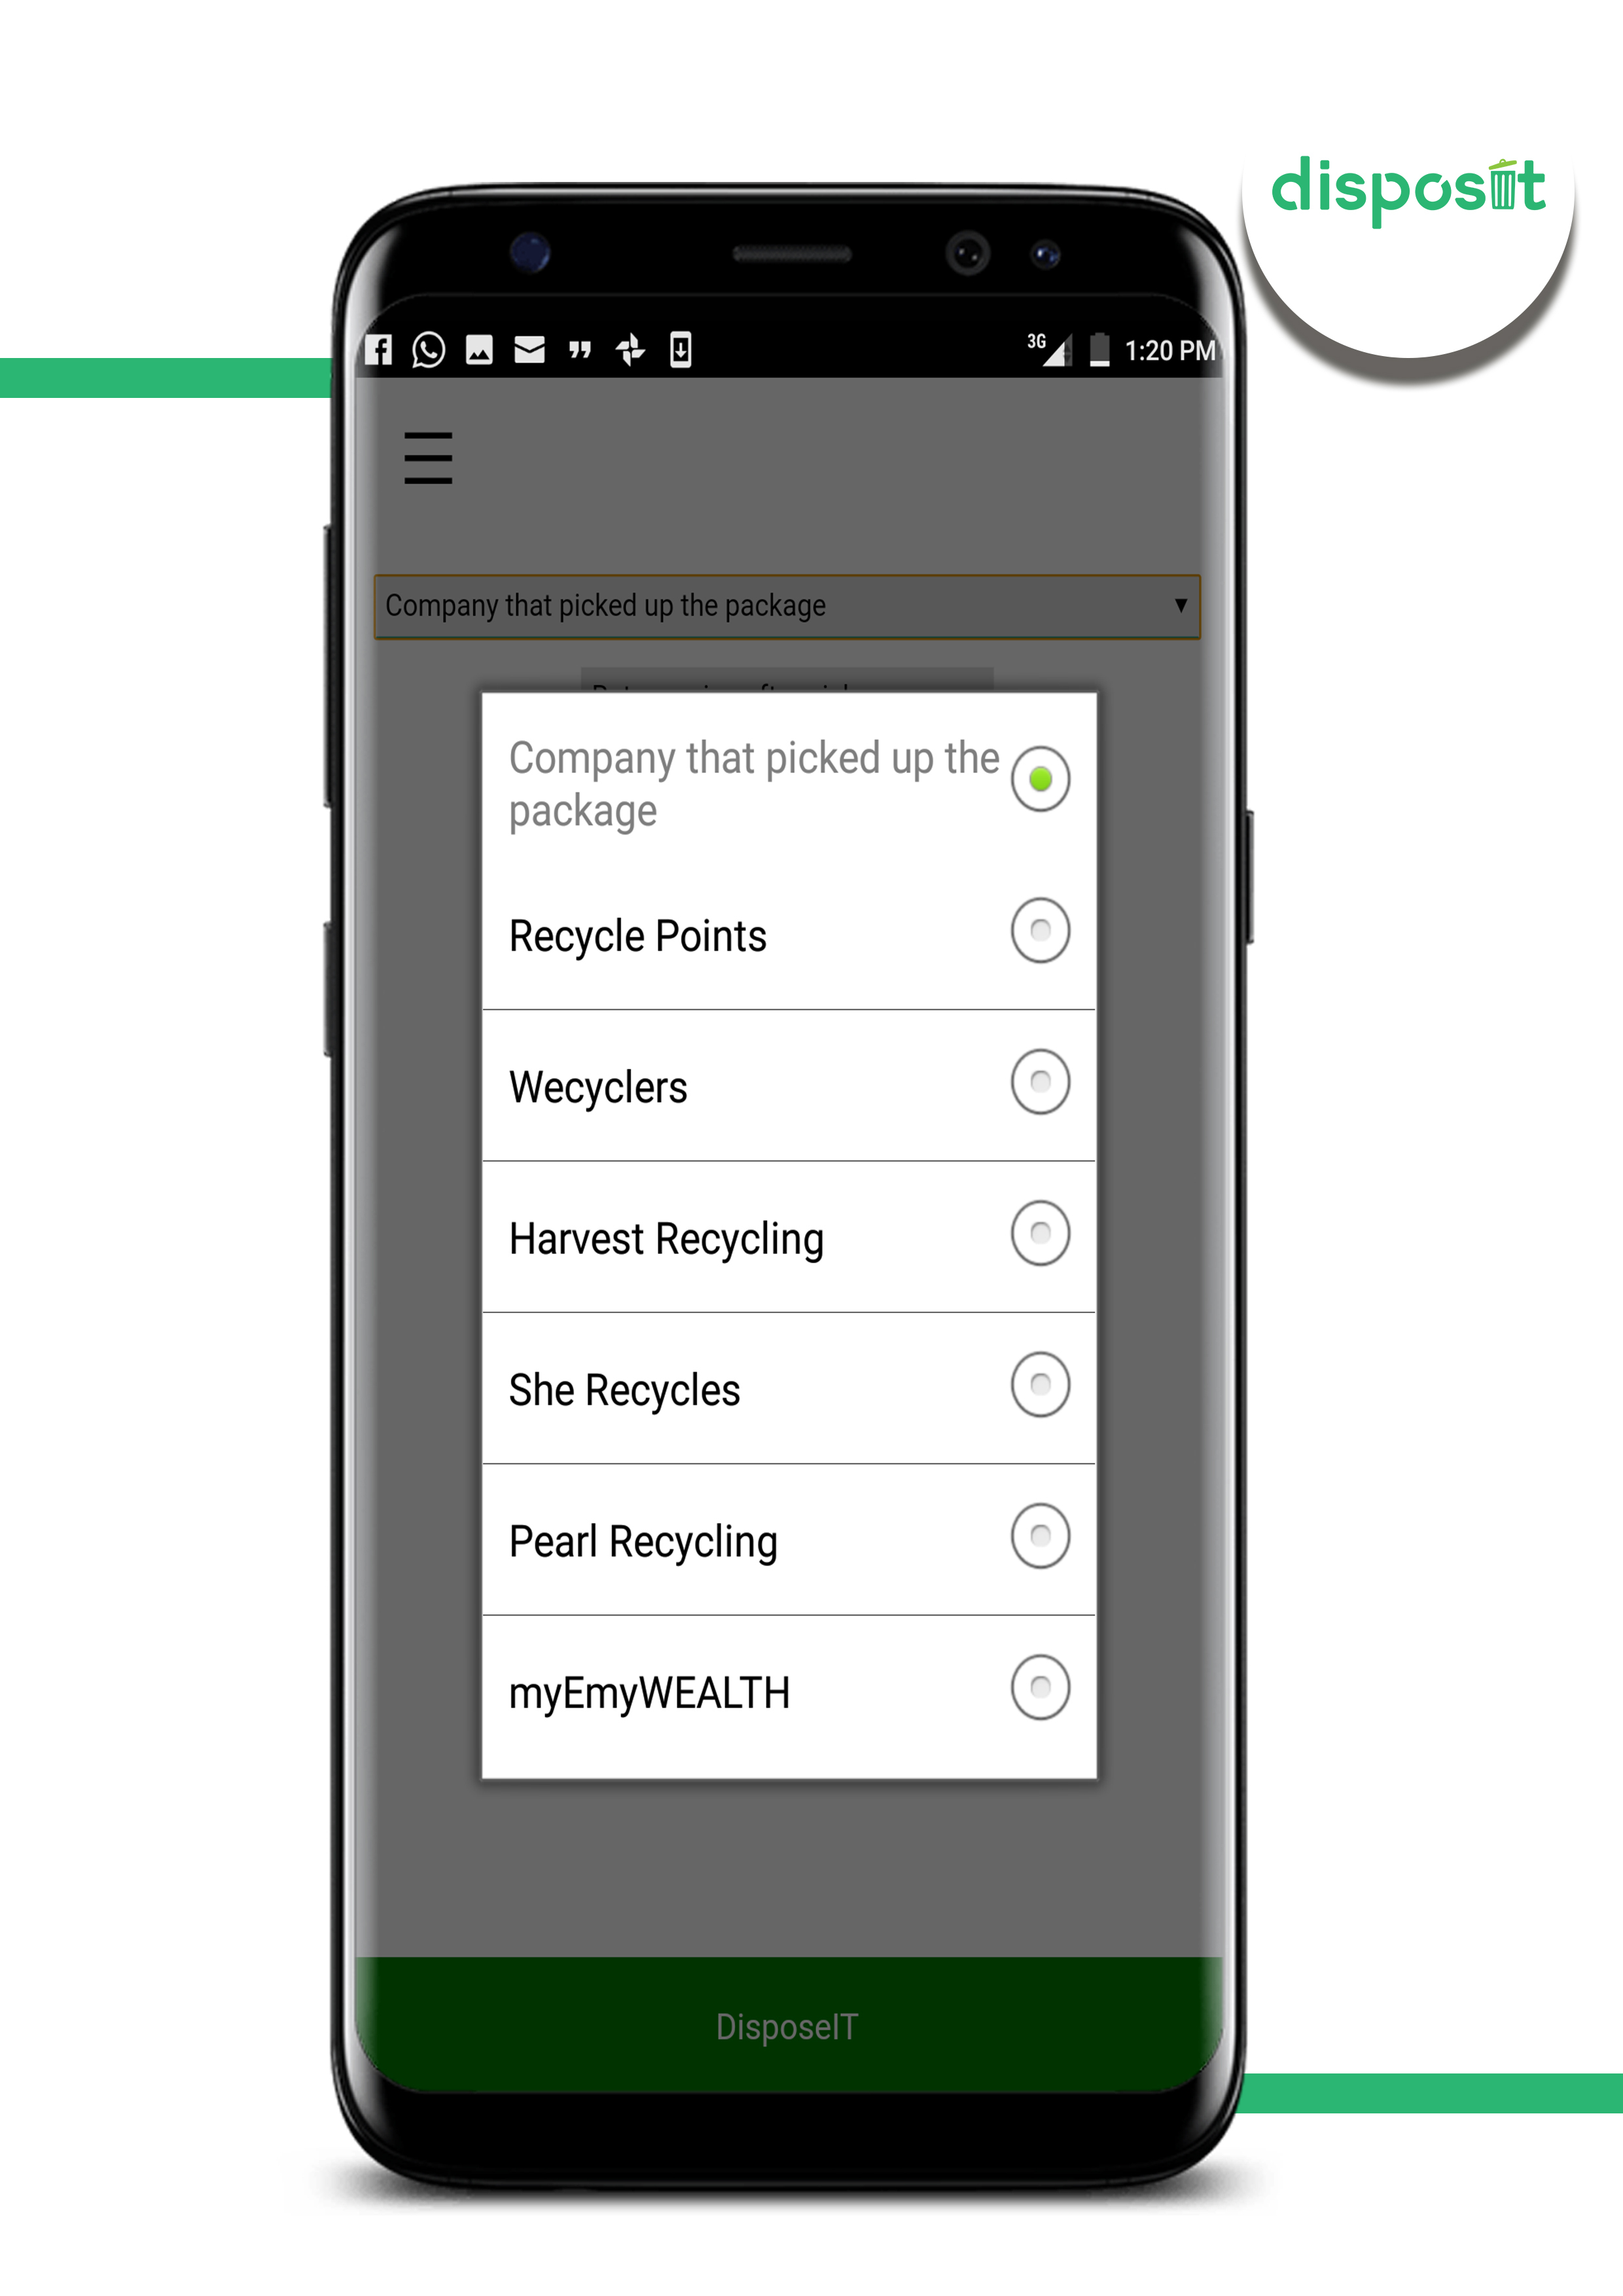 disposit
3G
1:20 PM
Company that picked up the package
Company that picked up the
package
Recycle Points
Wecyclers
Harvest Recycling
She Recycles
Pearl Recycling
myEmyWEALTH
DisposeIT